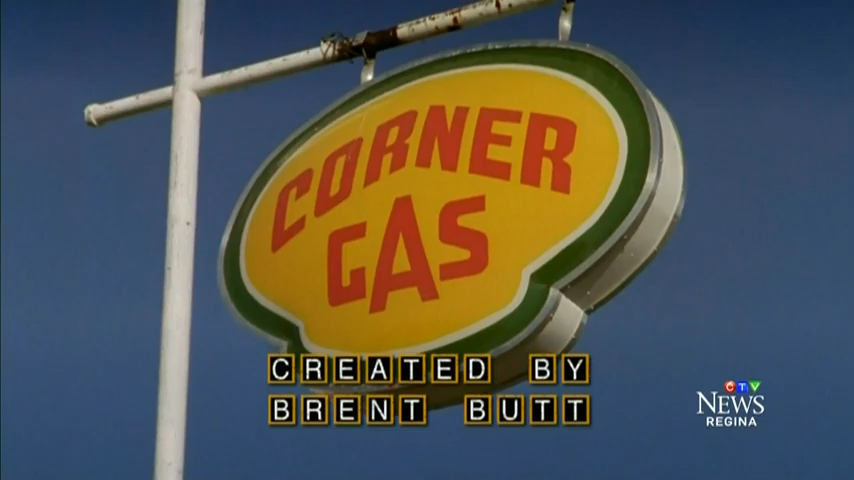 CORNER
GAS
CREATED BY
BRENT BUTT
CTV
NEWS
REGINA